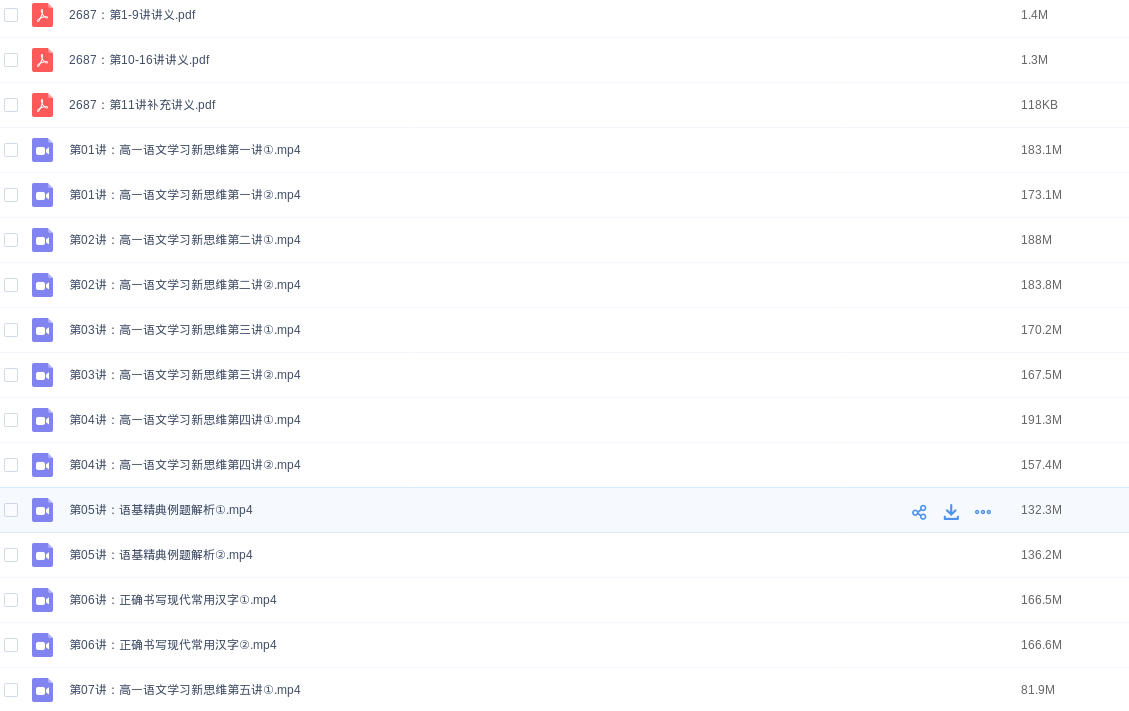 2687：第1-9讲讲义.pdf 1.4M
2687：第10-16讲讲义.pdf 1.3M
2687：第11讲补充讲义.pdf 118KB
第01讲：高一语文学习新思维第一讲①.mp4 183.1M
第01讲：高一语文学习新思维第一讲②.mp4 173.1M
第02讲：高一语文学习新思维第二讲①.mp4 188M
第02讲：高一语文学习新思维第二讲②.mp4 183.8M
第03讲：高一语文学习新思维第三讲①.mp4 170.2M
第03讲：高一语文学习新思维第三讲②.mp4 167.5M
第04讲：高一语文学习新思维第四讲①.mp4 191.3M
第04讲：高一语文学习新思维第四讲②.mp4 157.4M
第05讲：语基精典例题解析①.mp4 132.3M
第05讲：语基精典例题解析②.mp4 136.2M
第06讲：正确书写现代常用汉字①.mp4 166.5M
第06讲：正确书写现代常用汉字②.mp4 166.6M
第07讲：高一语文学习新思维第五讲①.mp4 81.9M